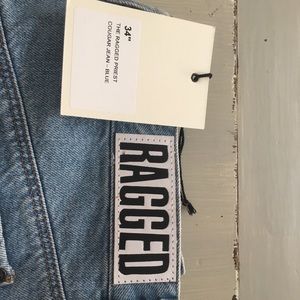 34"
THE RAGGED PRIEST
COUGAR JEAN - BLUE
RAGGED